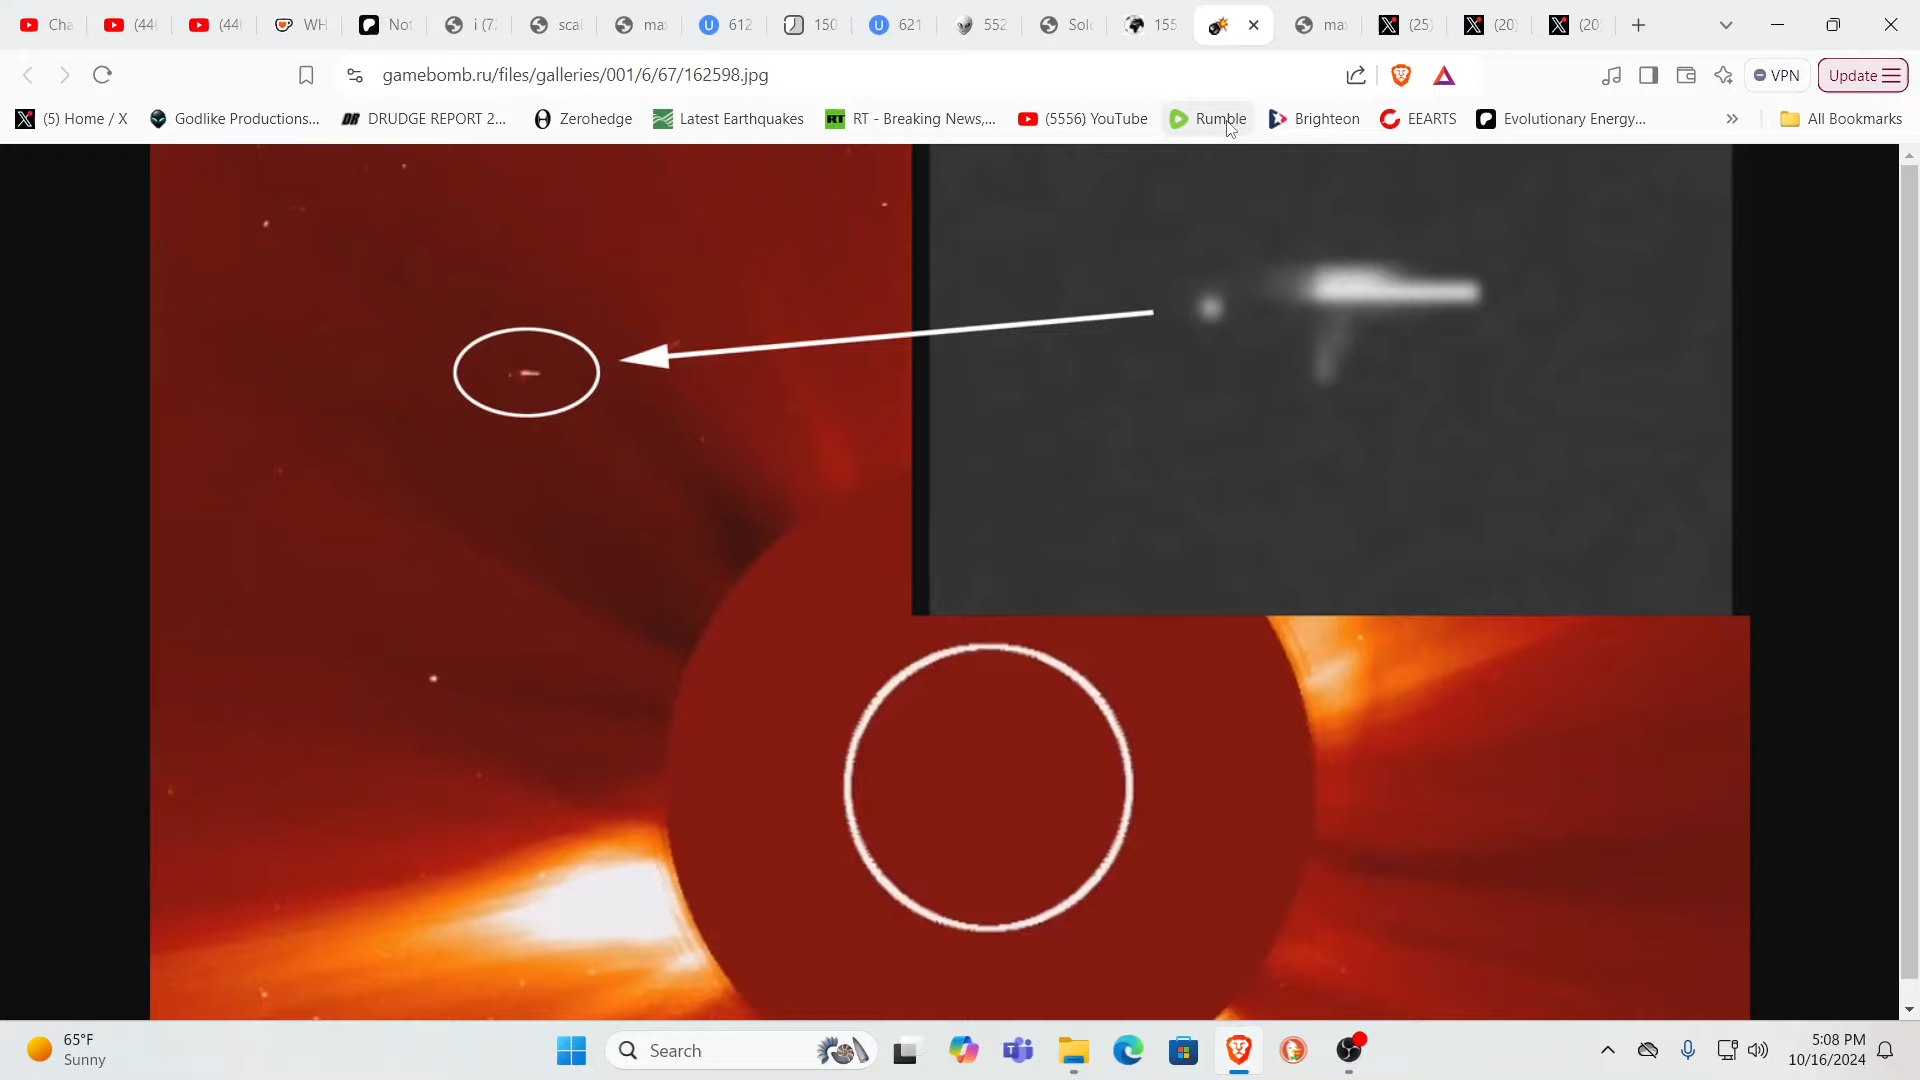 Cha (44( (44( WH Not i (72 scal ma: 612 150 621 552 Solo 155 ma: (25) (20) (20'
gamebomb.ru/files/galleries/001/6/67/162598.jpg VPN Update
(5) Home / X Godlike Productions... DRUDGE REPORT 2... Zerohedge Latest Earthquakes RT - Breaking News,... (5556) YouTube Rumble Brighteon EEARTS Evolutionary Energy... » All Bookmarks
65°F
Sunny
Search
5:08 PM
10/16/2024